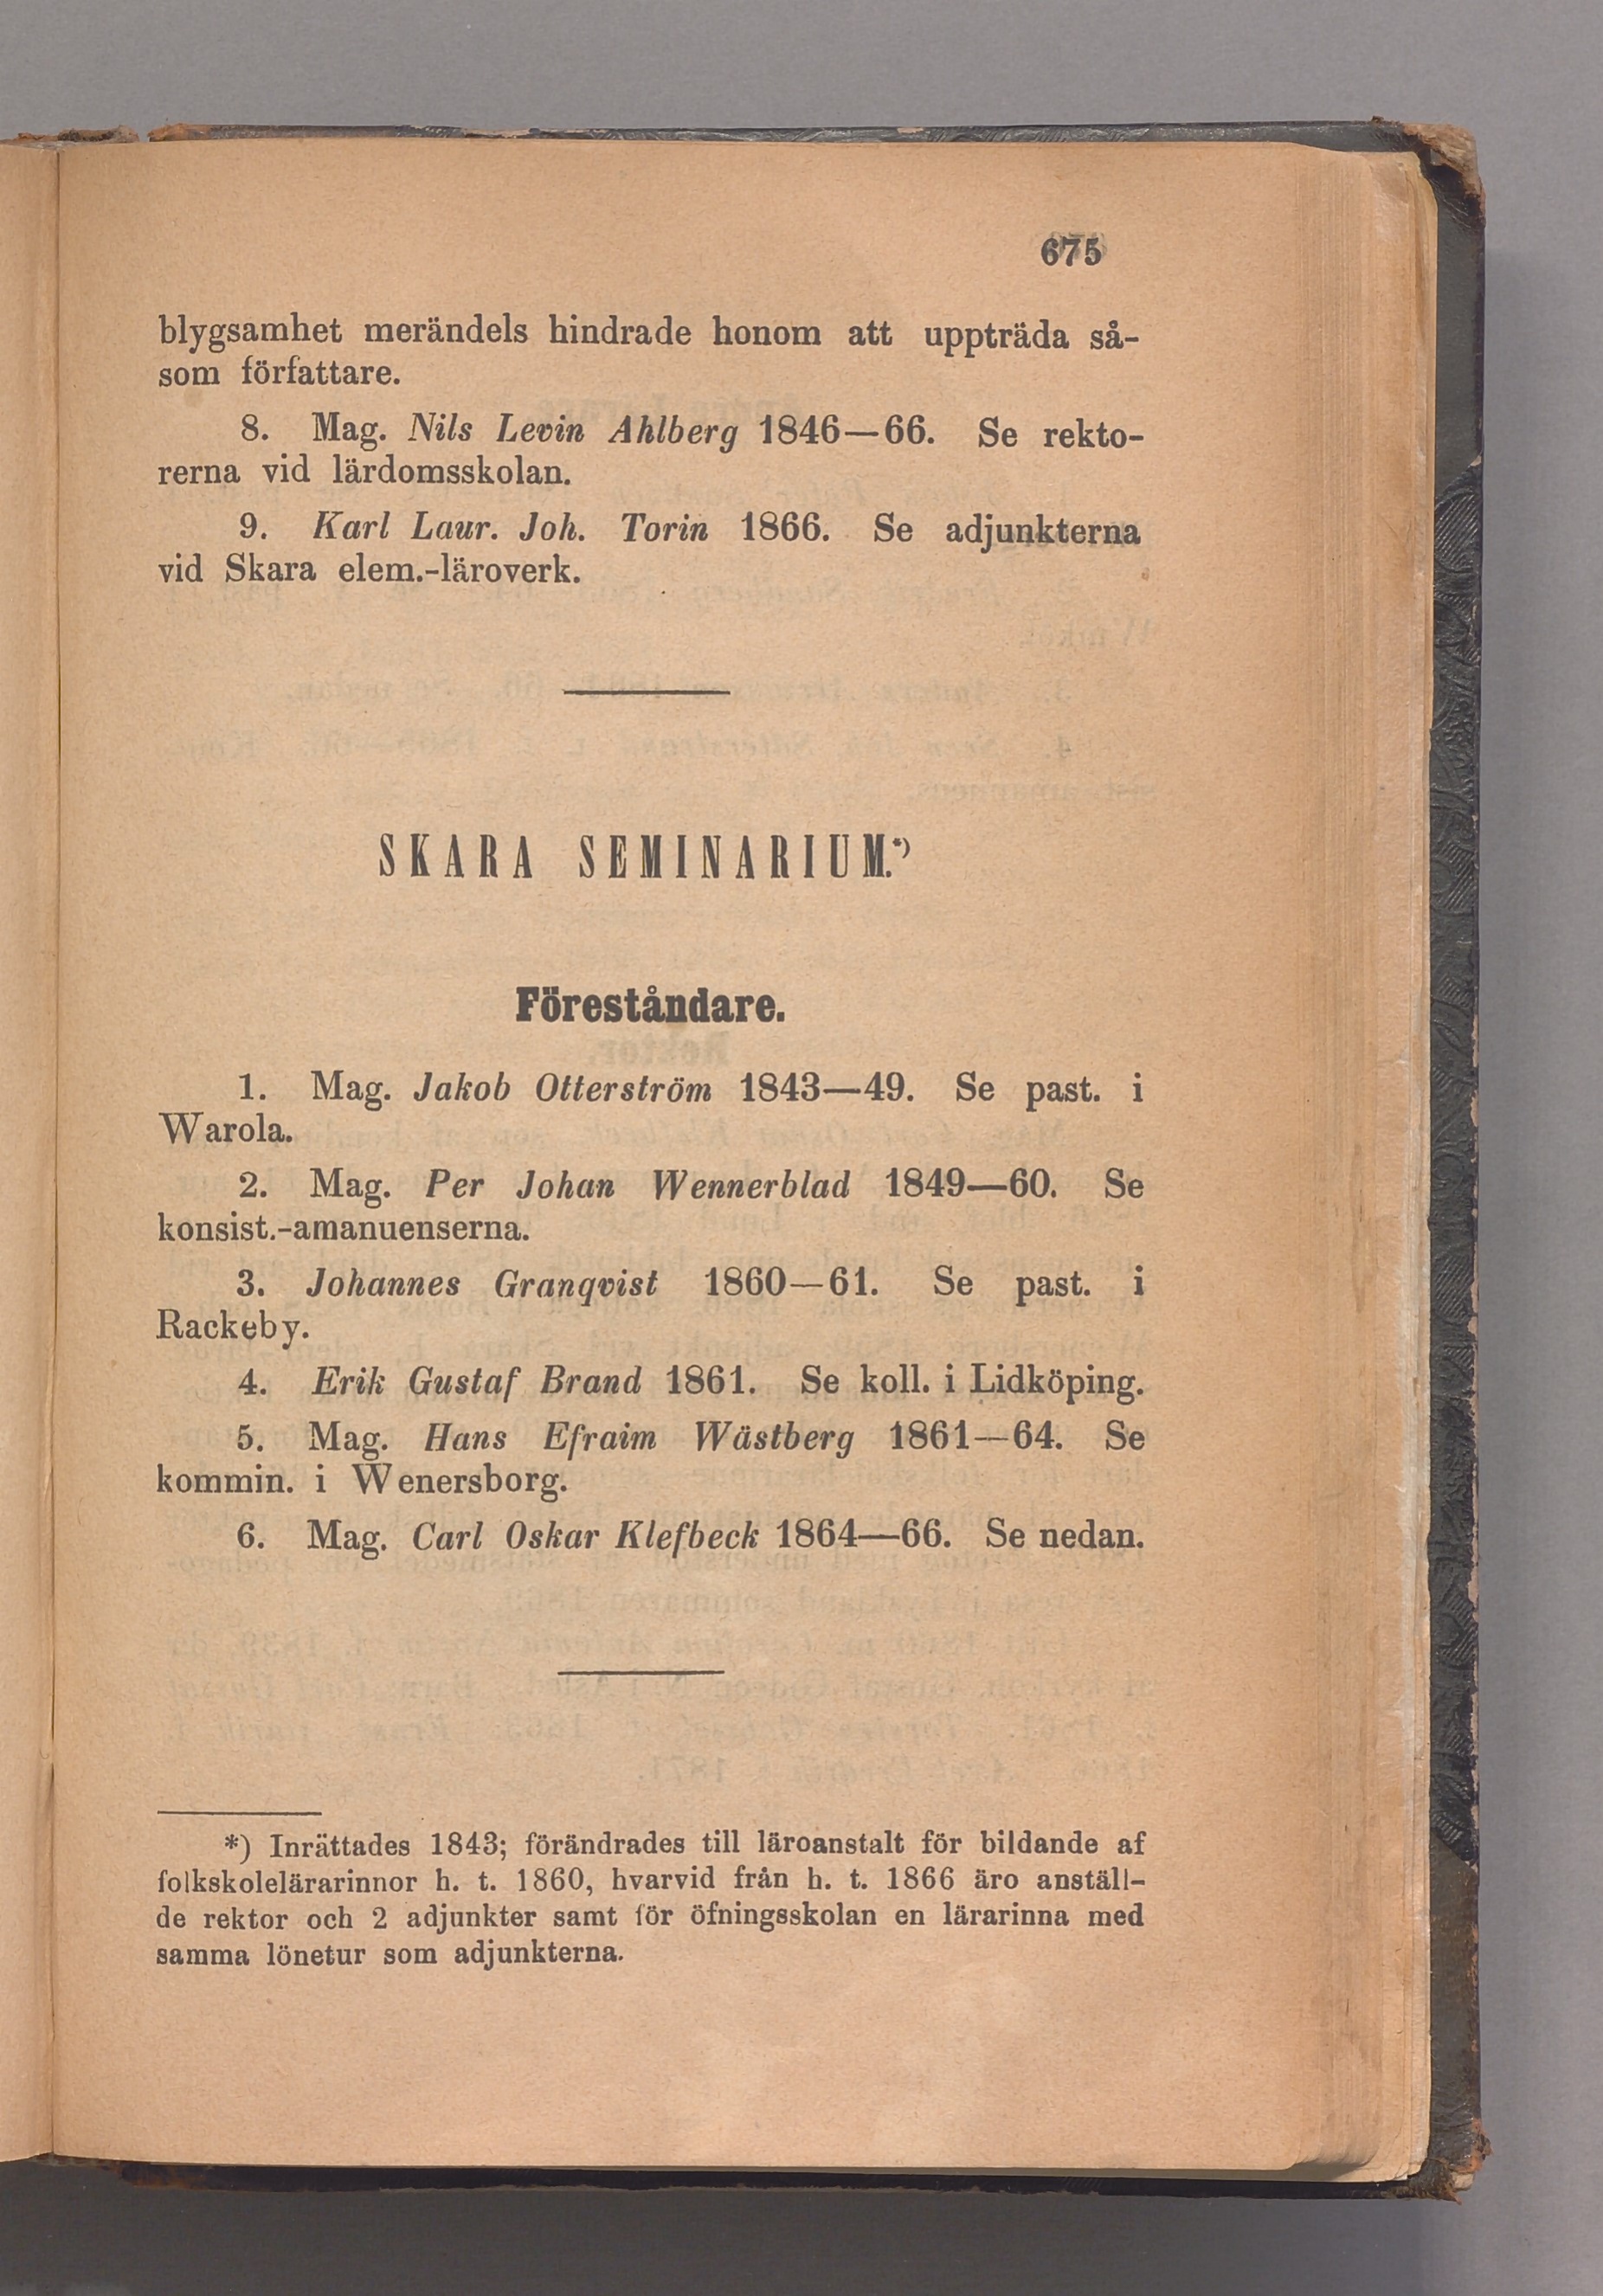 675
blygsamhet merändels hindrade honom att uppträda så-
som författare.
8. Mag. Nils Levin Ahlberg 1846—66. Se rekto-
rerna vid lärdomsskolan.
9. Karl Laur. Joh. Torin 1866. Se adjunkterna
vid Skara elem.-läroverk.
SKARA SEMINARIUM.*)
Föreståndare.
1. Mag. Jakob Otterström 1843—49. Se past. i
Warola.
2. Mag. Per Johan Wennerblad 1849—60. Se
konsist.-amanuenserna.
3. Johannes Granqvist 1860—61. Se past. i
Rackeby.
4. Erik Gustaf Brand 1861. Se koll. i Lidköping.
5. Mag. Hans Efraim Wästberg 1861—64. Se
kommin. i Wenersborg.
6. Mag. Carl Oskar Klefbeck 1864—66. Se nedan.
*) Inrättades 1843; förändrades till läroanstalt för bildande af
folkskolelärarinnor h. t. 1860, hvarvid från h. t. 1866 äro anställ-
de rektor och 2 adjunkter samt för öfningsskolan en lärarinna med
samma lönetur som adjunkterna.